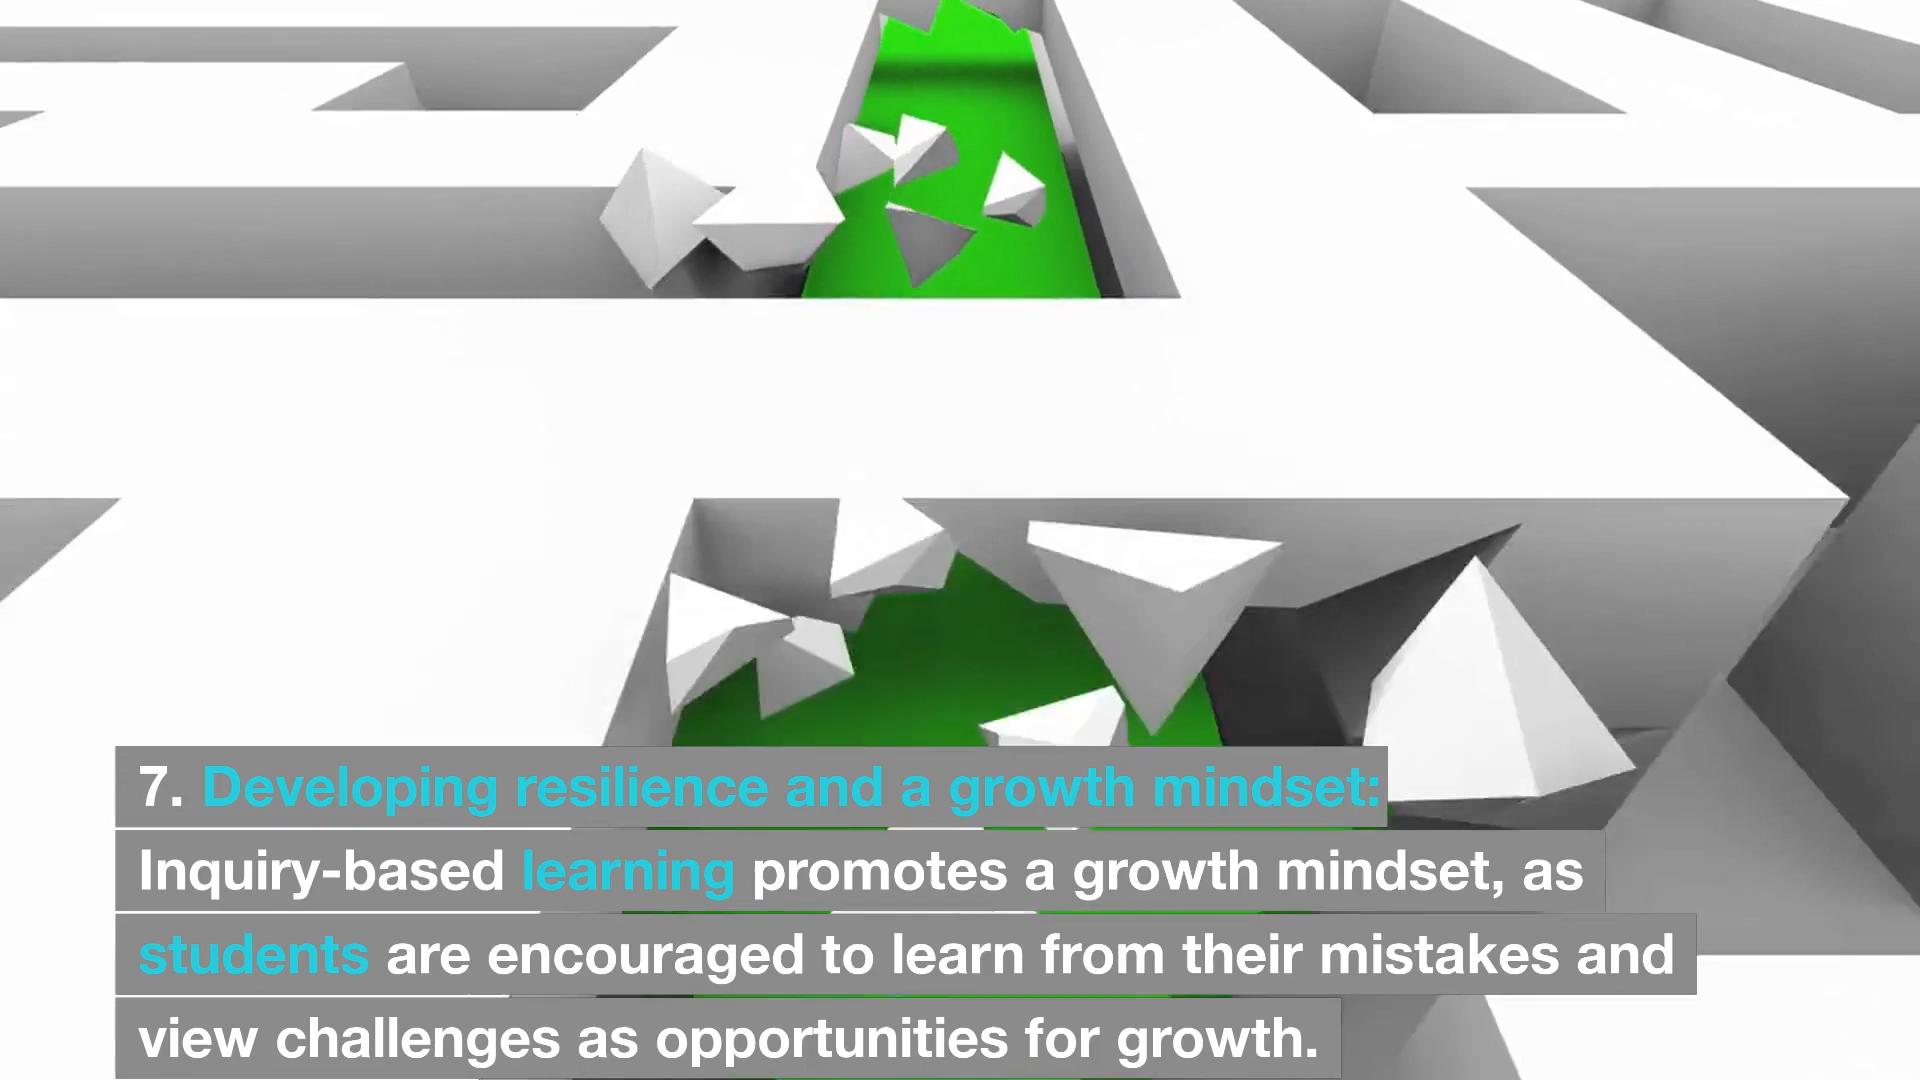 7. Developing resilience and a growth mindset:
Inquiry-based learning promotes a growth mindset, as
students are encouraged to learn from their mistakes and
view challenges as opportunities for growth.